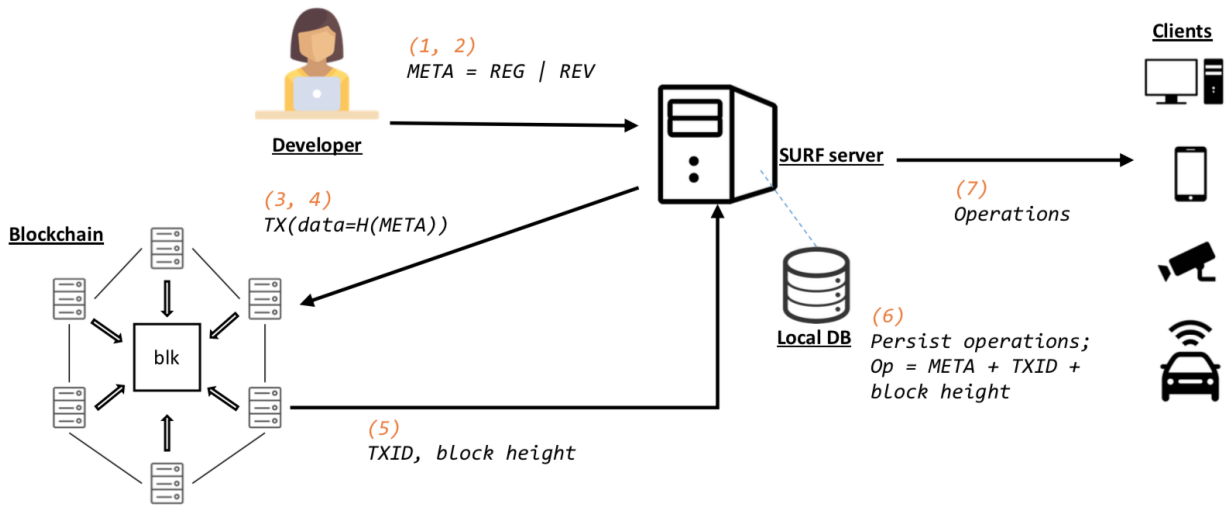 Clients
(1, 2)
META = REG | REV
Developer
SURF server
(7)
Operations
(3, 4)
TX(data=H(META))
Blockchain
blk
Local DB
(6)
Persist operations;
Op = META + TXID +
block height
(5)
TXID, block height